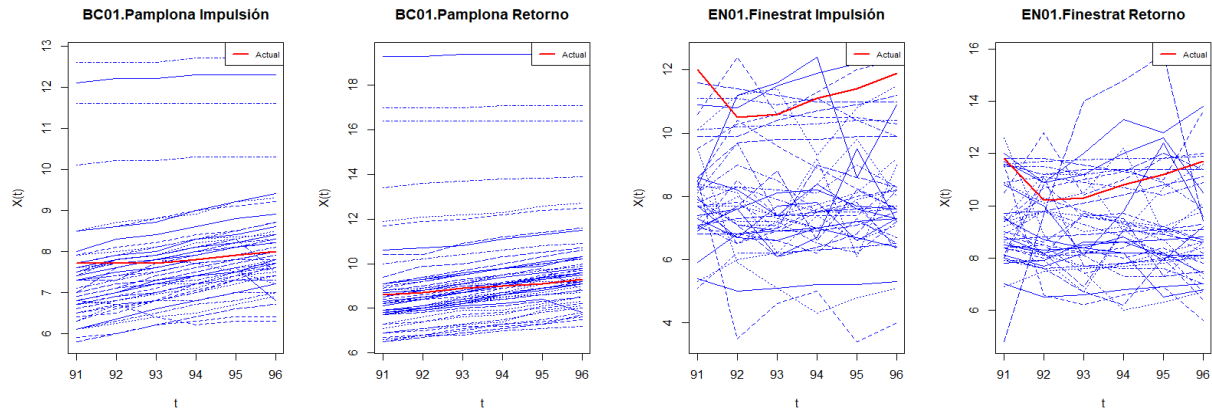 BC01.Pamplona Impulsión
13
12
11
10
9
8
7
6
X(t)
Actual
91 92 93 94 95 96
t
BC01.Pamplona Retorno
18
16
14
12
10
8
6
X(t)
Actual
91 92 93 94 95 96
t
EN01.Finestrat Impulsión
12
10
8
6
4
X(t)
Actual
91 92 93 94 95 96
t
EN01.Finestrat Retorno
16
14
12
10
8
6
X(t)
Actual
91 92 93 94 95 96
t